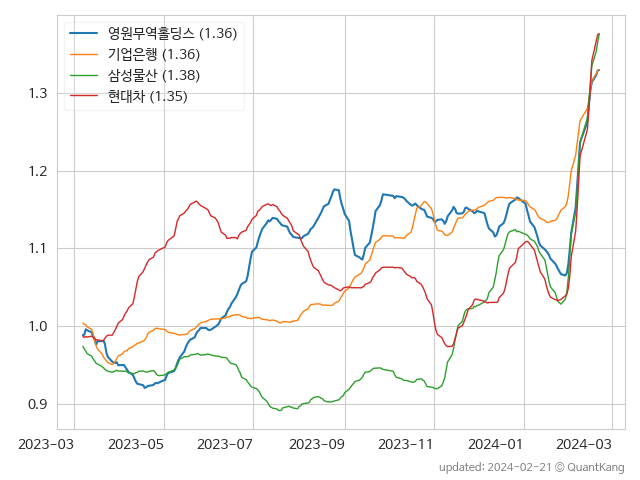 영원무역홀딩스 (1.36)
기업은행 (1.36)
삼성물산 (1.38)
현대차 (1.35)
1.3
1.2
1.1
1.0
0.9
2023-03 2023-05 2023-07 2023-09 2023-11 2024-01 2024-03
updated: 2024-02-21 © QuantKang